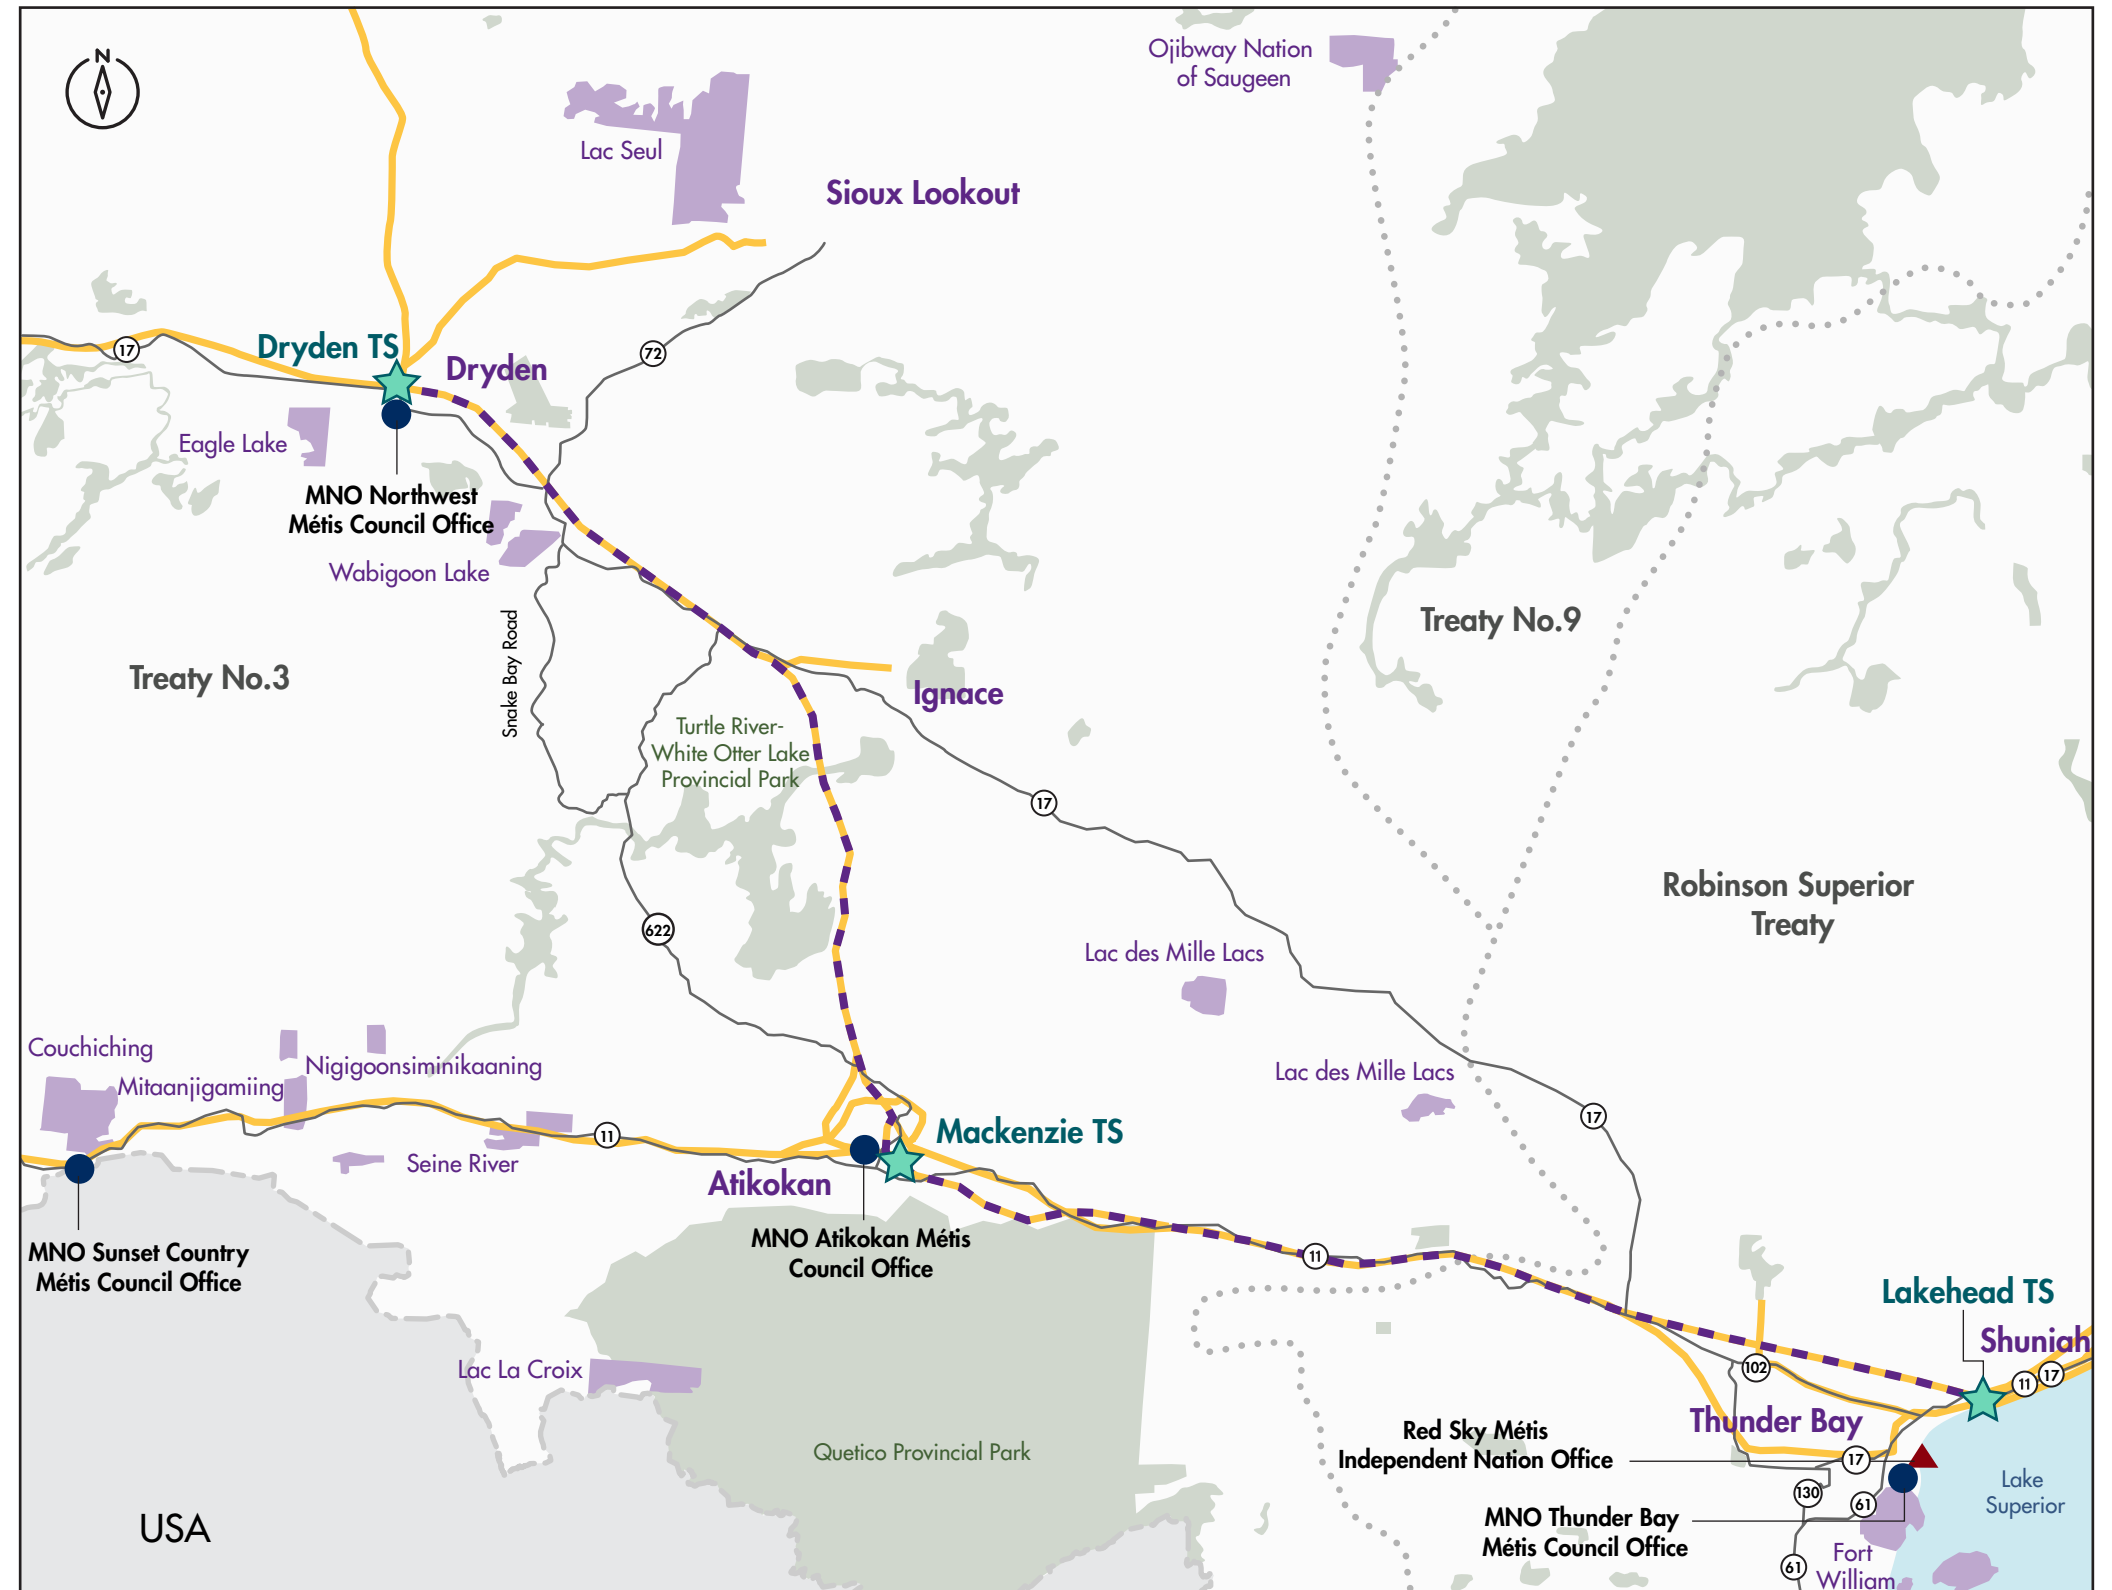 N
Ojibway Nation
of Saugeen
Lac Seul
Sioux Lookout
17
Dryden TS
72
Dryden
Eagle Lake
MNO Northwest
Métis Council Office
Wabigoon Lake
Snake Bay Road
Treaty No.9
Treaty No.3
Ignace
Turtle River-
White Otter Lake
Provincial Park
17
Robinson Superior
Treaty
622
Lac des Mille Lacs
Couchiching
Nigigoonsiminikaaning
Mitaanjigamiing
Lac des Mille Lacs
17
11
Mackenzie TS
Seine River
Atikokan
MNO Atikokan Métis
Council Office
MNO Sunset Country
Métis Council Office
11
Lakehead TS
Shuniah
Lac La Croix
102
11
17
Thunder Bay
Red Sky Métis
Independent Nation Office
Quetico Provincial Park
17
Lake
Superior
130
61
MNO Thunder Bay
Métis Council Office
USA
Fort
William
61